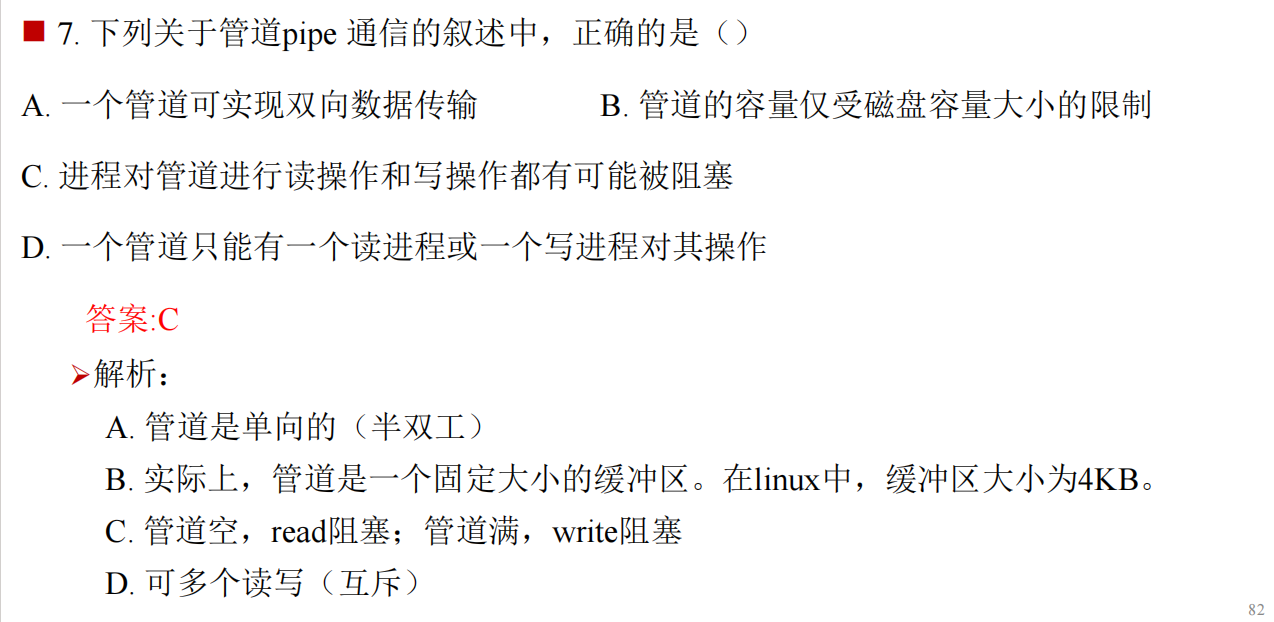 ■ 7. 下列关于管道pipe 通信的叙述中，正确的是（）
A. 一个管道可实现双向数据传输 B. 管道的容量仅受磁盘容量大小的限制
C. 进程对管道进行读操作和写操作都有可能被阻塞
D. 一个管道只能有一个读进程或一个写进程对其操作
答案:C
➢解析：
A. 管道是单向的（半双工）
B. 实际上，管道是一个固定大小的缓冲区。在linux中，缓冲区大小为4KB。
C. 管道空，read阻塞；管道满，write阻塞
D. 可多个读写（互斥）
82